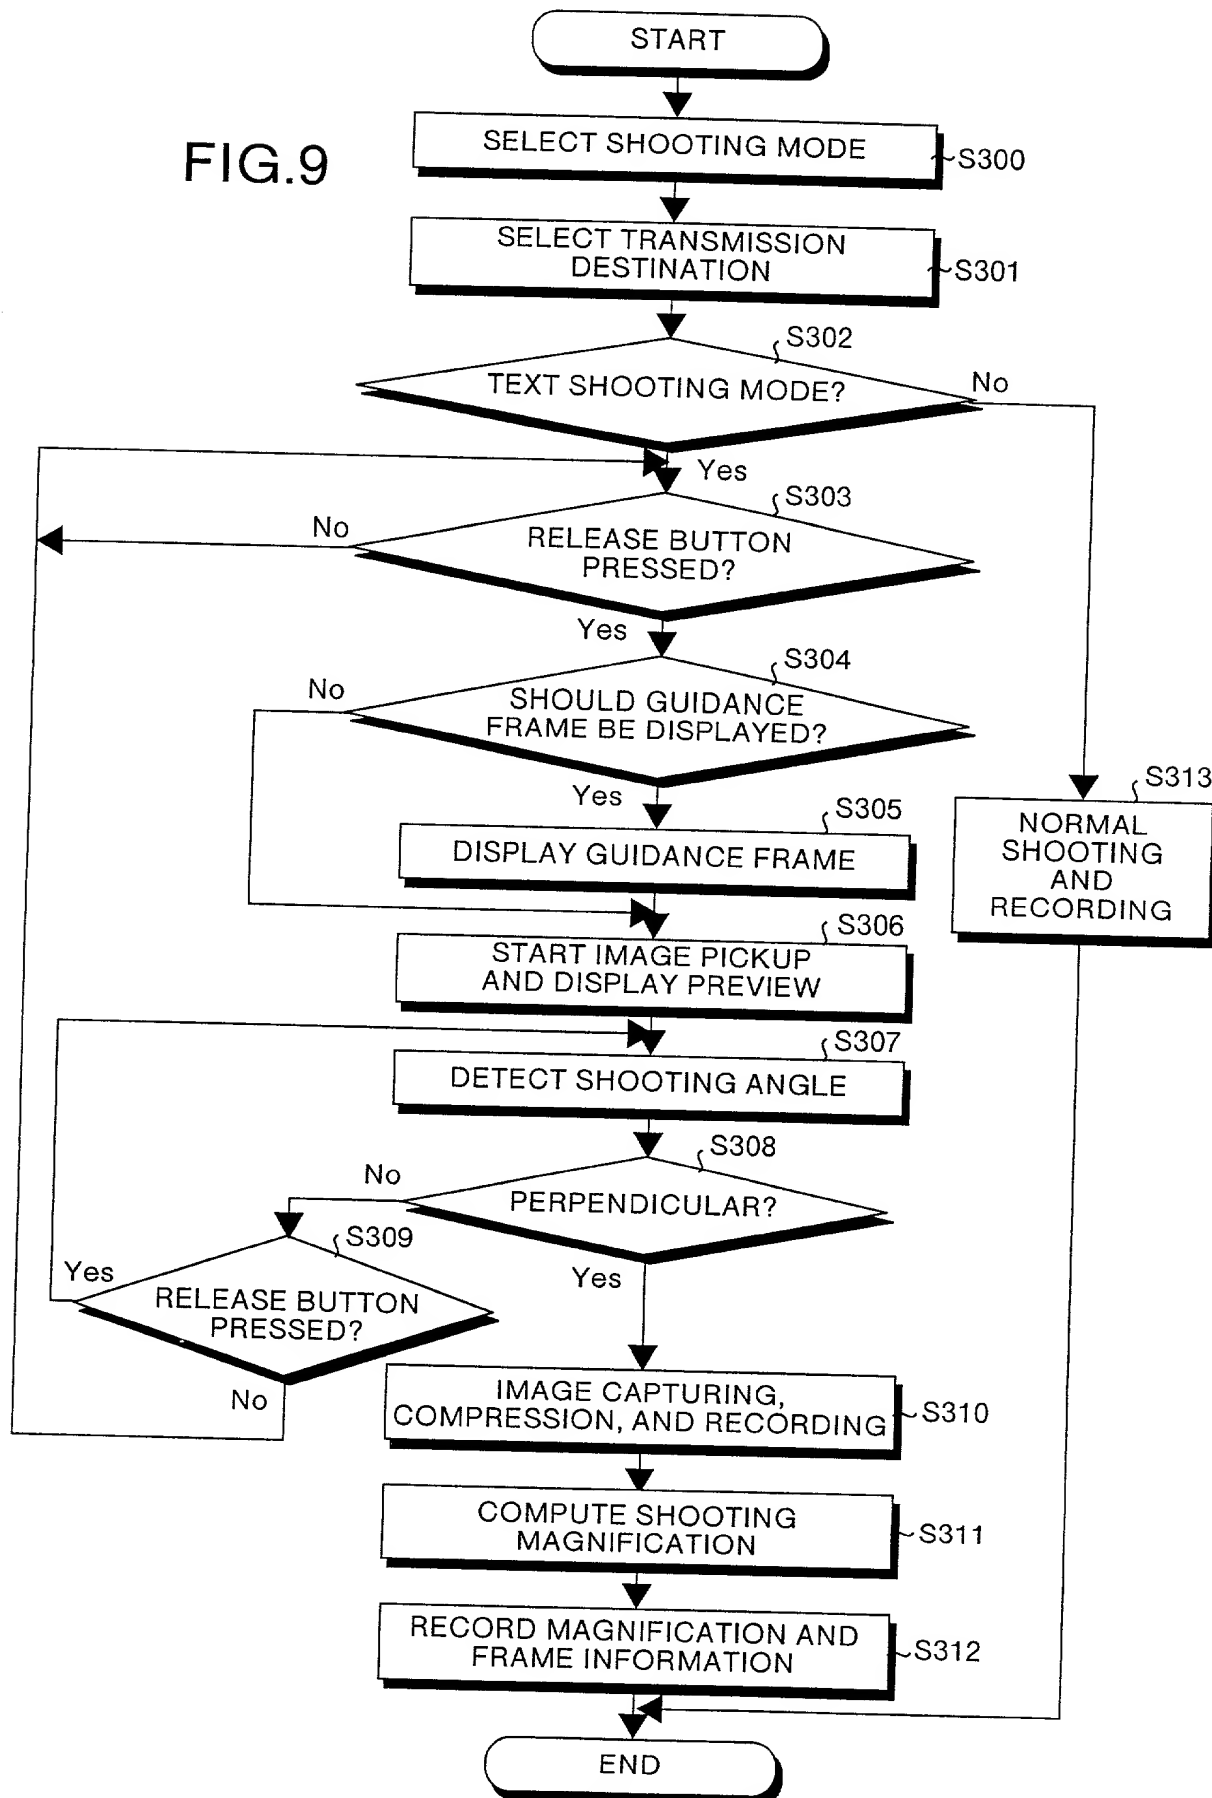 START
FIG.9
SELECT SHOOTING MODE
S300
SELECT TRANSMISSION
DESTINATION
S301
S302
TEXT SHOOTING MODE?
No
Yes
S303
No
RELEASE BUTTON
PRESSED?
Yes
S304
No
SHOULD GUIDANCE
FRAME BE DISPLAYED?
Yes
S305
DISPLAY GUIDANCE FRAME
S313
NORMAL
SHOOTING
AND
RECORDING
S306
START IMAGE PICKUP
AND DISPLAY PREVIEW
S307
DETECT SHOOTING ANGLE
S308
No
PERPENDICULAR?
Yes
S309
Yes
RELEASE BUTTON
PRESSED?
No
IMAGE CAPTURING,
COMPRESSION, AND RECORDING
S310
COMPUTE SHOOTING
MAGNIFICATION
S311
RECORD MAGNIFICATION AND
FRAME INFORMATION
S312
END